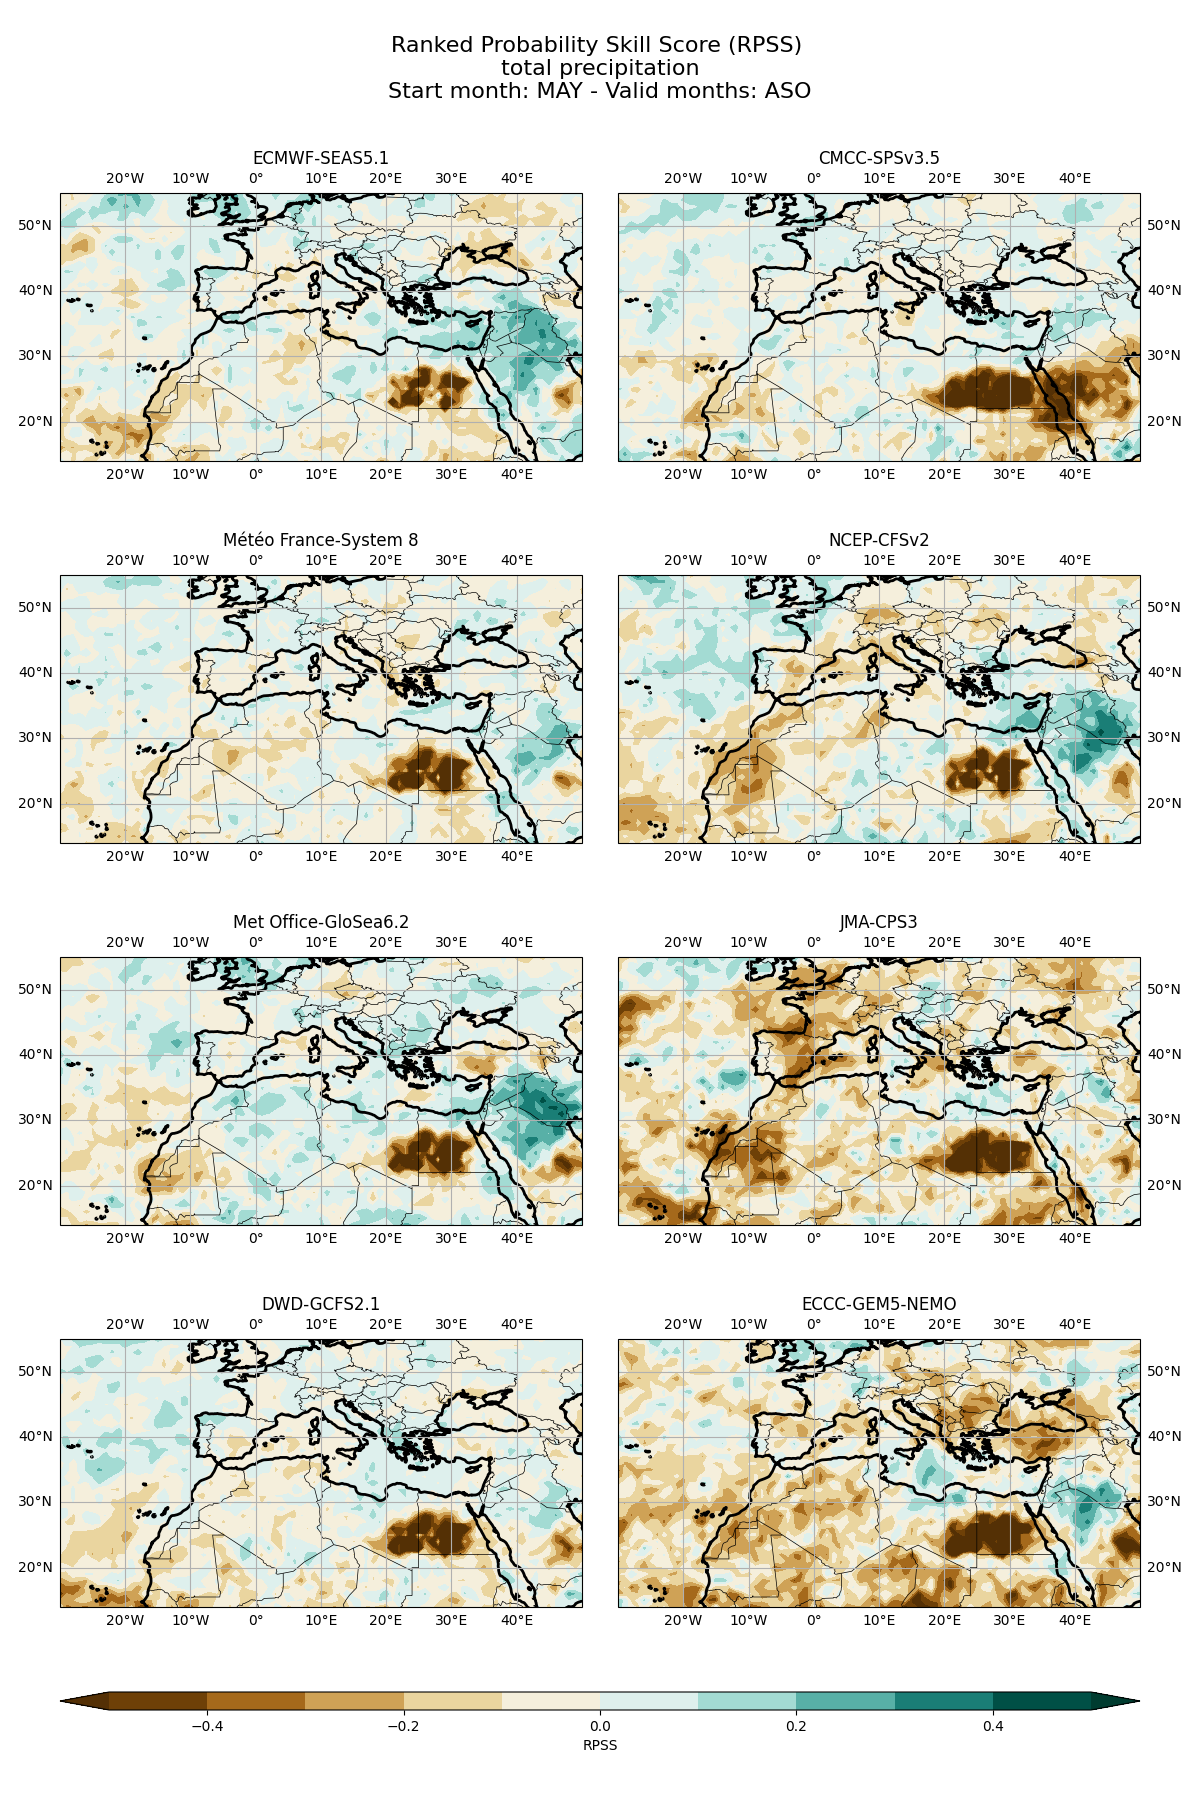 Ranked Probability Skill Score (RPSS)
total precipitation
Start month: MAY - Valid months: ASO
ECMWF-SEAS5.1
CMCC-SPSv3.5
20°W 10°W 0° 10°E 20°E 30°E 40°E
20°W 10°W 0° 10°E 20°E 30°E 40°E
50°N
50°N
40°N
40°N
30°N
30°N
20°N
20°N
20°W 10°W 0° 10°E 20°E 30°E 40°E
20°W 10°W 0° 10°E 20°E 30°E 40°E
Météo France-System 8
NCEP-CFSv2
20°W 10°W 0° 10°E 20°E 30°E 40°E
20°W 10°W 0° 10°E 20°E 30°E 40°E
50°N
50°N
40°N
40°N
30°N
30°N
20°N
20°N
20°W 10°W 0° 10°E 20°E 30°E 40°E
20°W 10°W 0° 10°E 20°E 30°E 40°E
Met Office-GloSea6.2
JMA-CPS3
20°W 10°W 0° 10°E 20°E 30°E 40°E
20°W 10°W 0° 10°E 20°E 30°E 40°E
50°N
50°N
40°N
40°N
30°N
30°N
20°N
20°N
20°W 10°W 0° 10°E 20°E 30°E 40°E
20°W 10°W 0° 10°E 20°E 30°E 40°E
DWD-GCFS2.1
ECCC-GEM5-NEMO
20°W 10°W 0° 10°E 20°E 30°E 40°E
20°W 10°W 0° 10°E 20°E 30°E 40°E
50°N
50°N
40°N
40°N
30°N
30°N
20°N
20°N
20°W 10°W 0° 10°E 20°E 30°E 40°E
20°W 10°W 0° 10°E 20°E 30°E 40°E
−0.4 −0.2 0.0 0.2 0.4
RPSS